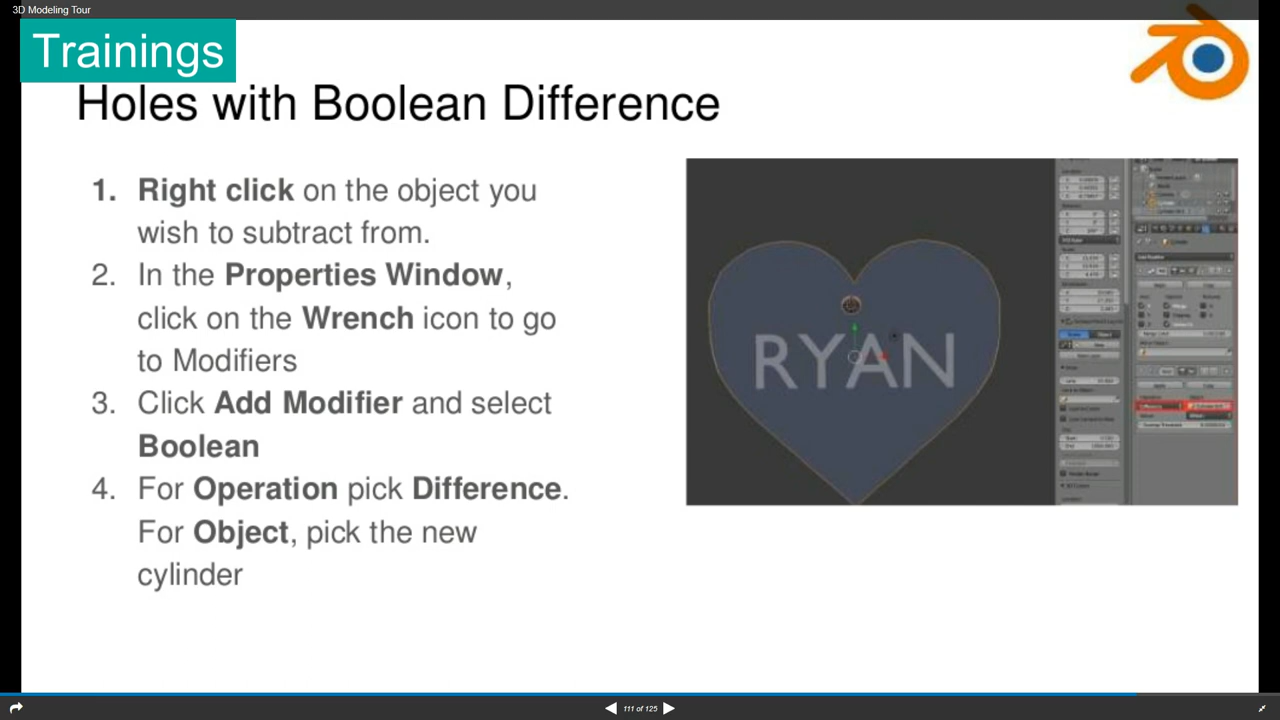 3D Modeling Tour
Trainings
Holes with Boolean Difference
1. Right click on the object you
wish to subtract from.
2. In the Properties Window,
click on the Wrench icon to go
to Modifiers
3. Click Add Modifier and select
Boolean
4. For Operation pick Difference.
For Object, pick the new
cylinder
RYAN
111 of 125